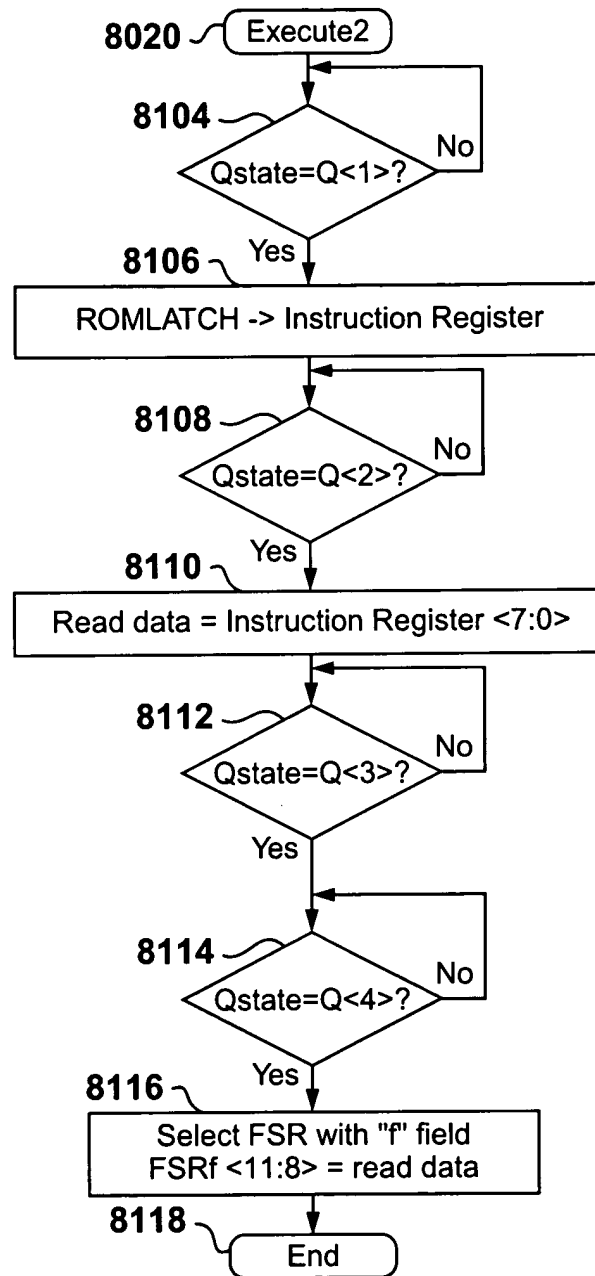 8020 Execute2
8104
Qstate=Q<1>?
No
Yes
8106
ROMLATCH -> Instruction Register
8108
Qstate=Q<2>?
No
Yes
8110
Read data = Instruction Register <7:0>
8112
Qstate=Q<3>?
No
Yes
8114
Qstate=Q<4>?
No
Yes
8116
Select FSR with "f" field
FSRf <11:8> = read data
8118
End